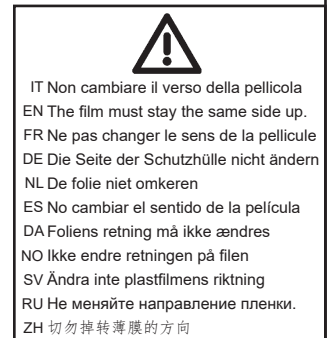 IT Non cambiare il verso della pellicola
EN The film must stay the same side up.
FR Ne pas changer le sens de la pellicule
DE Die Seite der Schutzhülle nicht ändern
NL De folie niet omkeren
ES No cambiar el sentido de la película
DA Foliens retning må ikke ændres
NO Ikke endre retningen på filen
SV Ändra inte plastfilmens riktning
RU Не меняйте направление пленки.
ZH 切勿掉转薄膜的方向